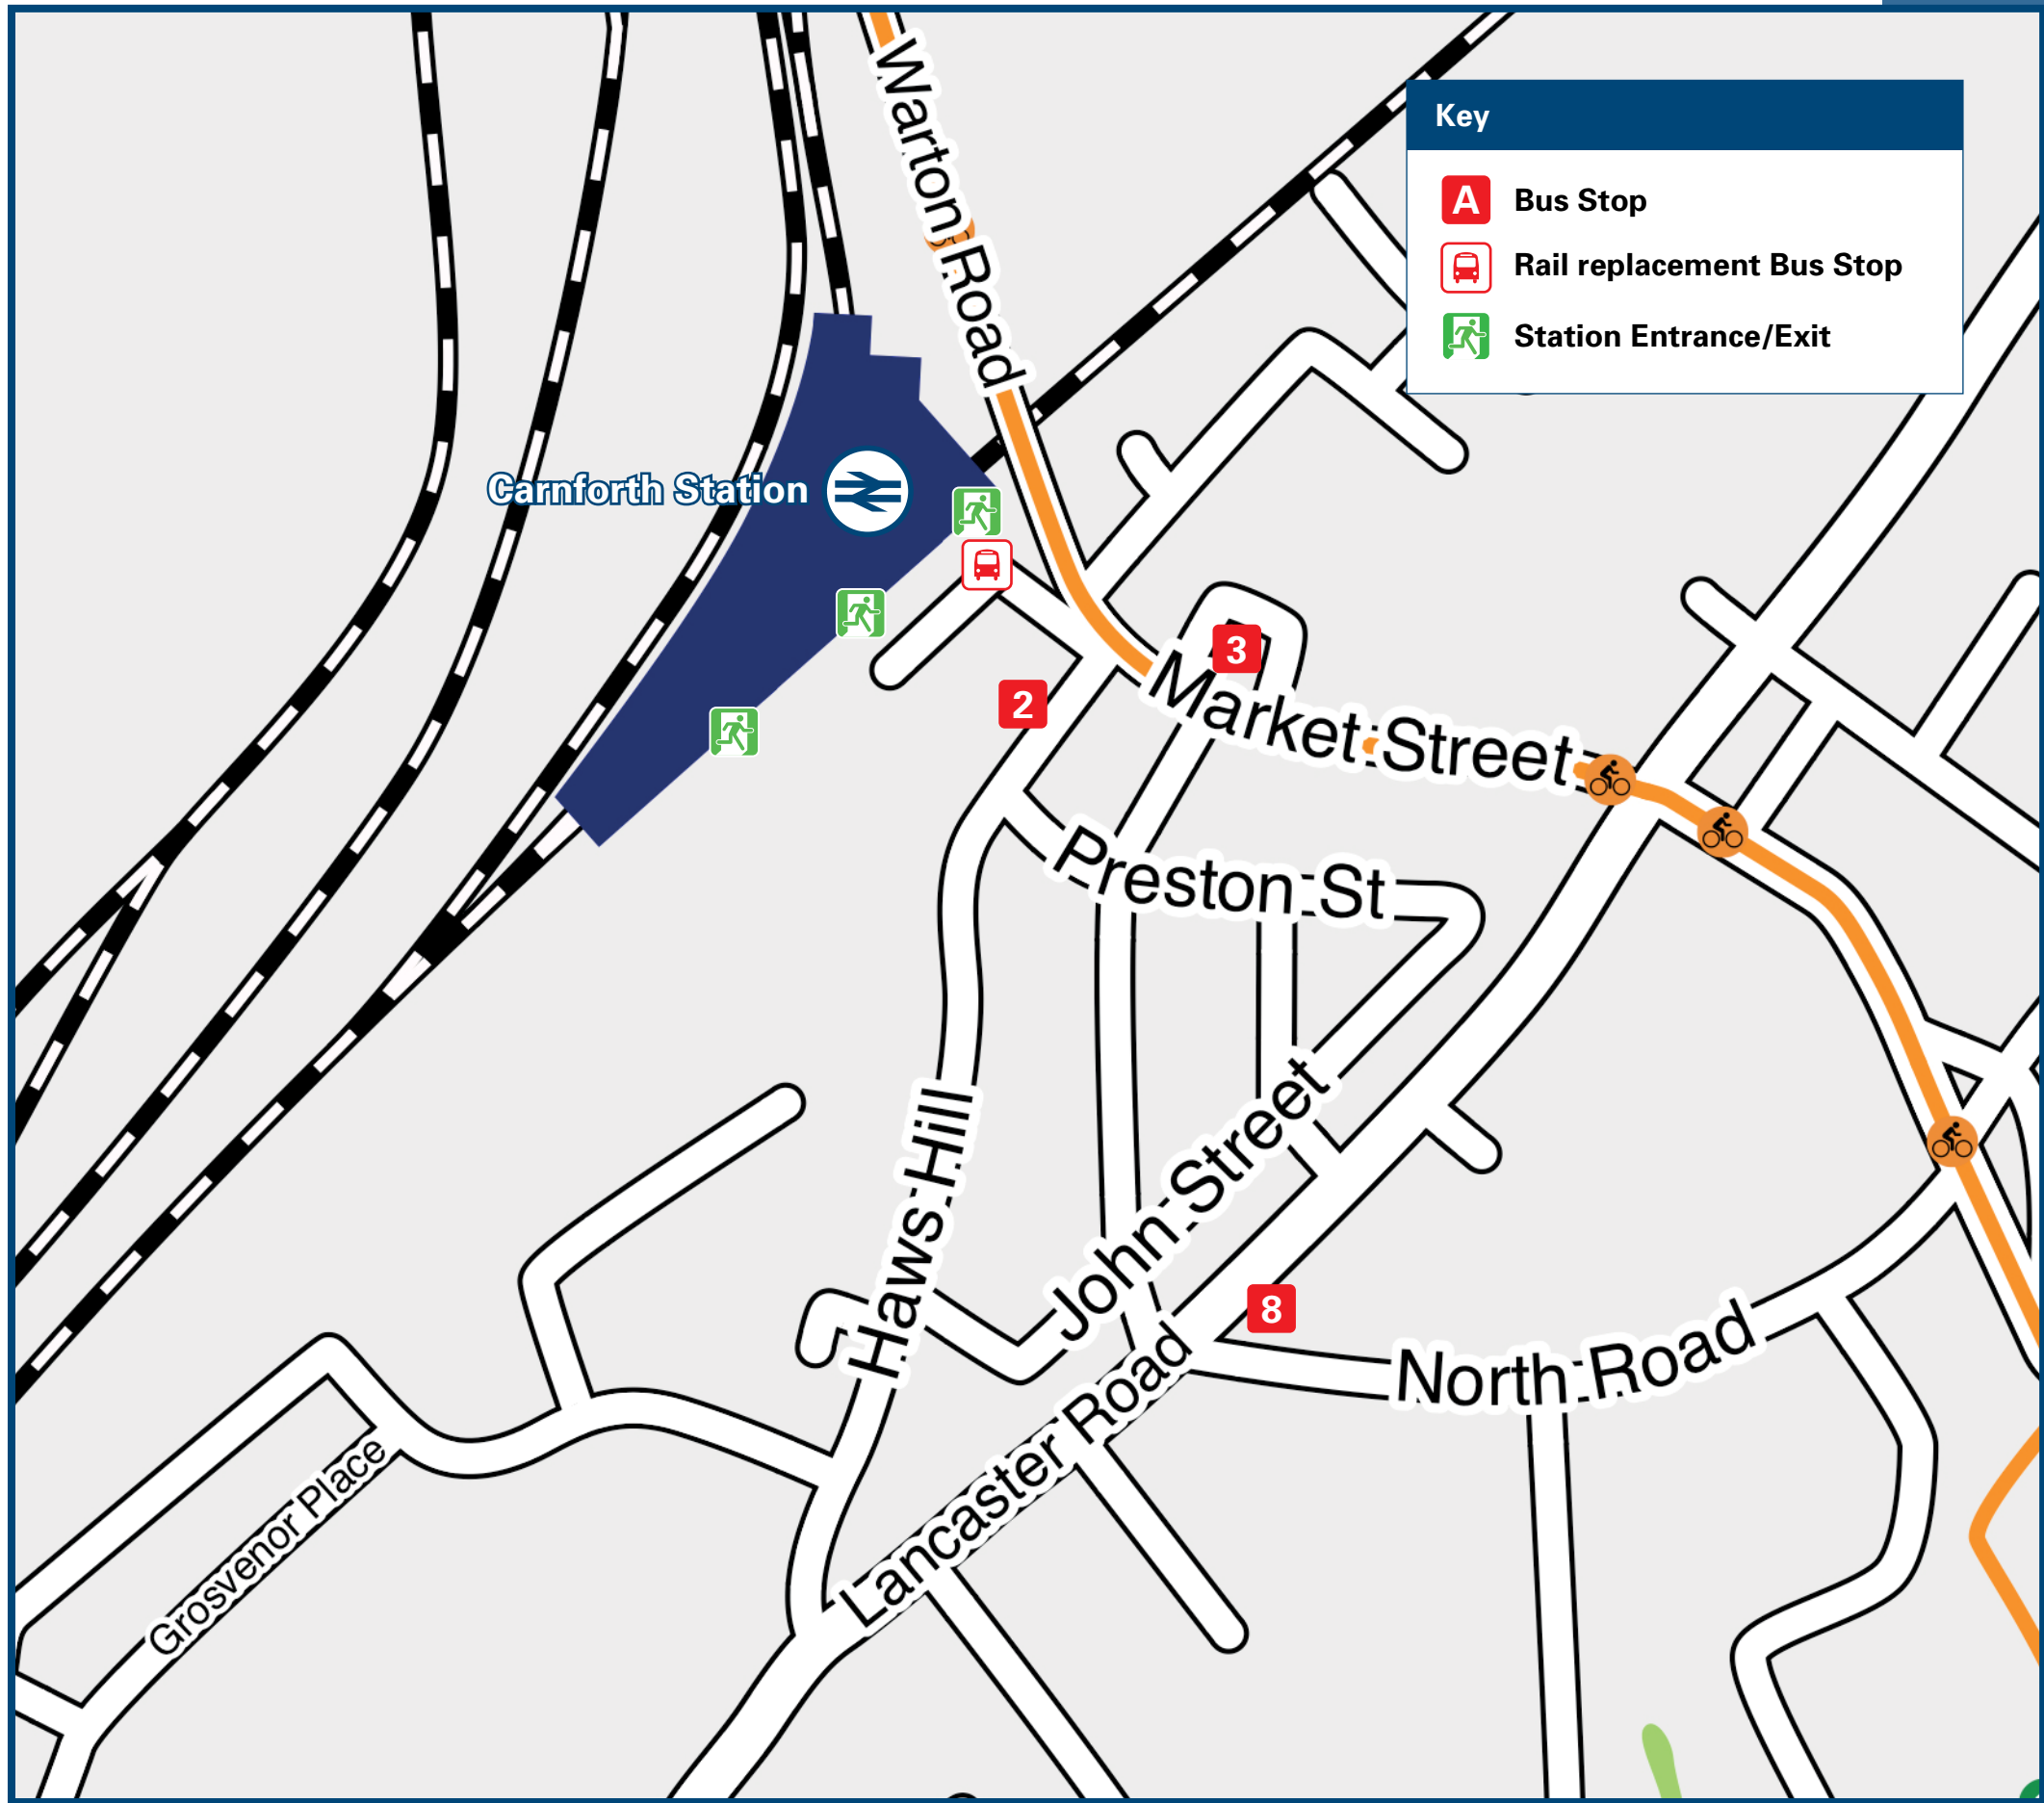 Warton Road
Key
A Bus Stop
Rail replacement Bus Stop
Station Entrance/Exit
Carnforth Station
3
2
Market Street
Preston St
Haws Hill
John Street
8
North Road
Lancaster Road
Grosvenor Place